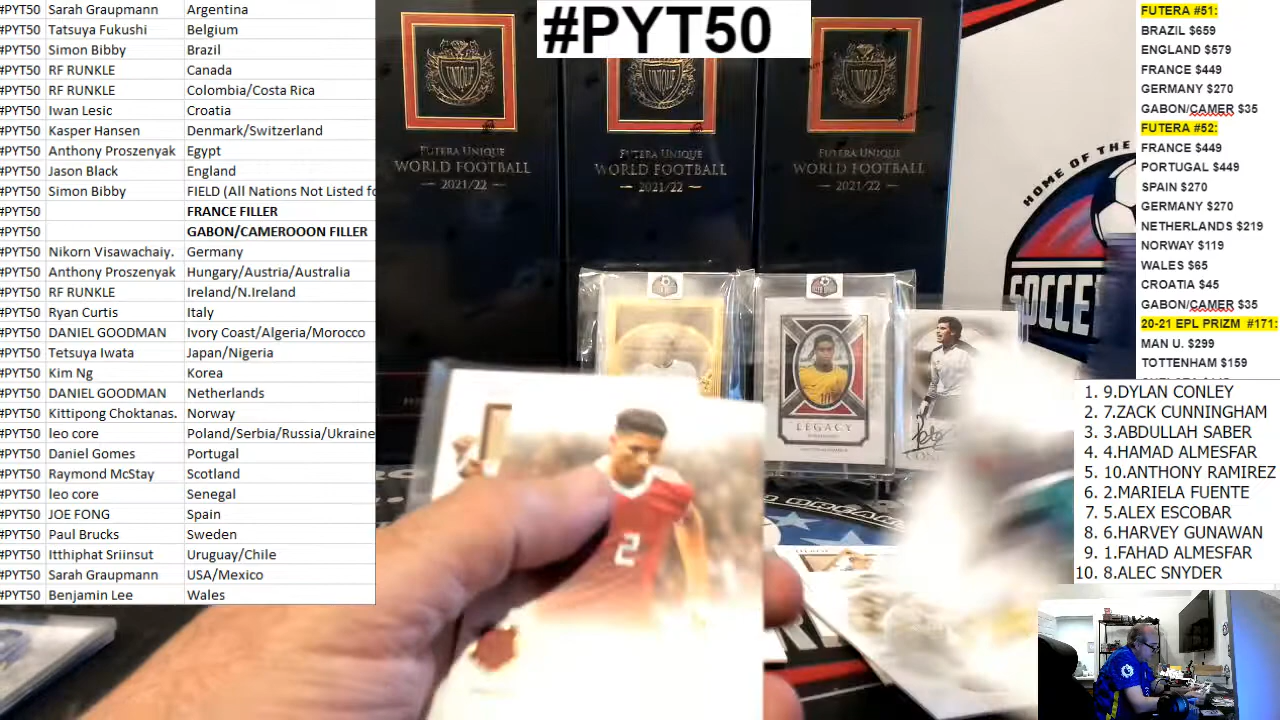 #PYT50 Sarah Graupmann Argentina
#PYT50 Tatsuya Fukushi Belgium
#PYT50 Simon Bibby Brazil
#PYT50 RF RUNKLE Canada
#PYT50 RF RUNKLE Colombia/Costa Rica
#PYT50 Iwan Lesic Croatia
#PYT50 Kasper Hansen Denmark/Switzerland
#PYT50 Anthony Proszenyak Egypt
#PYT50 Jason Black England
#PYT50 Simon Bibby FIELD (All Nations Not Listed fo
#PYT50 FRANCE FILLER
#PYT50 GABON/CAMEROOON FILLER
#PYT50 Nikorn Visawachaiy. Germany
#PYT50 Anthony Proszenyak Hungary/Austria/Australia
#PYT50 RF RUNKLE Ireland/N.Ireland
#PYT50 Ryan Curtis Italy
#PYT50 DANIEL GOODMAN Ivory Coast/Algeria/Morocco
#PYT50 Tetsuya Iwata Japan/Nigeria
#PYT50 Kim Ng Korea
#PYT50 DANIEL GOODMAN Netherlands
#PYT50 Kittipong Choktanas. Norway
#PYT50 leo core Poland/Serbia/Russia/Ukraine
#PYT50 Daniel Gomes Portugal
#PYT50 Raymond McStay Scotland
#PYT50 leo core Senegal
#PYT50 JOE FONG Spain
#PYT50 Paul Brucks Sweden
#PYT50 Itthiphat Sriinsut Uruguay/Chile
#PYT50 Sarah Graupmann USA/Mexico
#PYT50 Benjamin Lee Wales
#PYT50
UNIQUE
FUTERA UNIQUE
WORLD FOOTBALL
2021/22
UNIQUE
FUTERA UNIQUE
WORLD FOOTBALL
2021/22
UNIQUE
FUTERA UNIQUE
WORLD FOOTBALL
2021/22
HOME OF THE
SOCCE
LEGACY
10
2
FUTERA #51:
BRAZIL $659
ENGLAND $579
FRANCE $449
GERMANY $270
GABON/CAMER $35
FUTERA #52:
FRANCE $449
PORTUGAL $449
SPAIN $270
GERMANY $270
NETHERLANDS $219
NORWAY $119
WALES $65
CROATIA $45
GABON/CAMER $35
20-21 EPL PRIZM #171:
MAN U. $299
TOTTENHAM $159
1. 9.DYLAN CONLEY
2. 7.ZACK CUNNINGHAM
3. 3.ABDULLAH SABER
4. 4.HAMAD ALMESFAR
5. 10.ANTHONY RAMIREZ
6. 2.MARIELA FUENTE
7. 5.ALEX ESCOBAR
8. 6.HARVEY GUNAWAN
9. 1.FAHAD ALMESFAR
10. 8.ALEC SNYDER